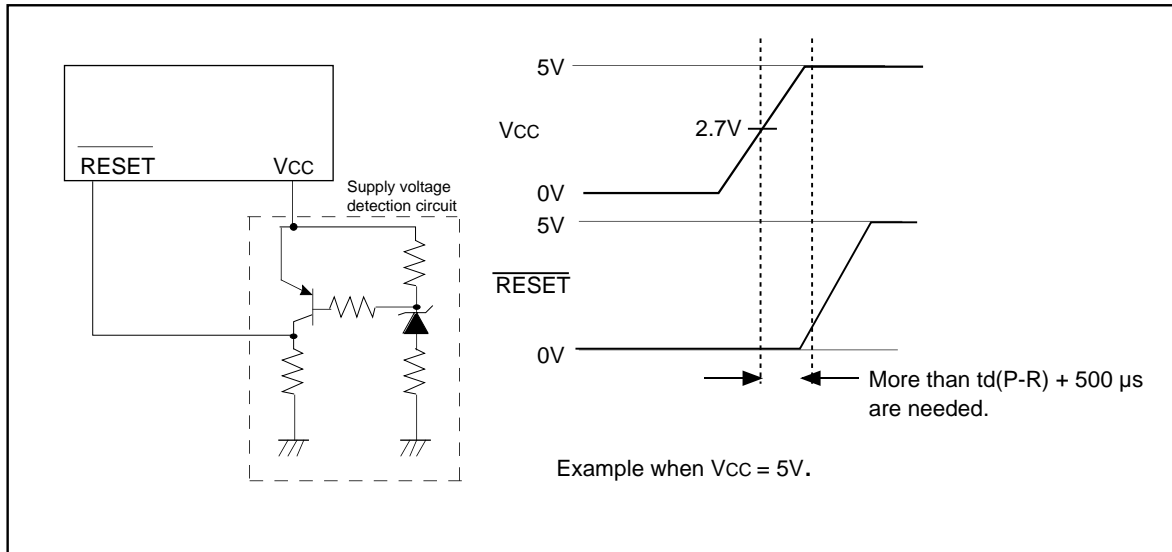 RESET
VCC
Supply voltage
detection circuit
5V
VCC
2.7V
0V
5V
RESET
0V
More than td(P-R) + 500 µs
are needed.
Example when VCC = 5V.